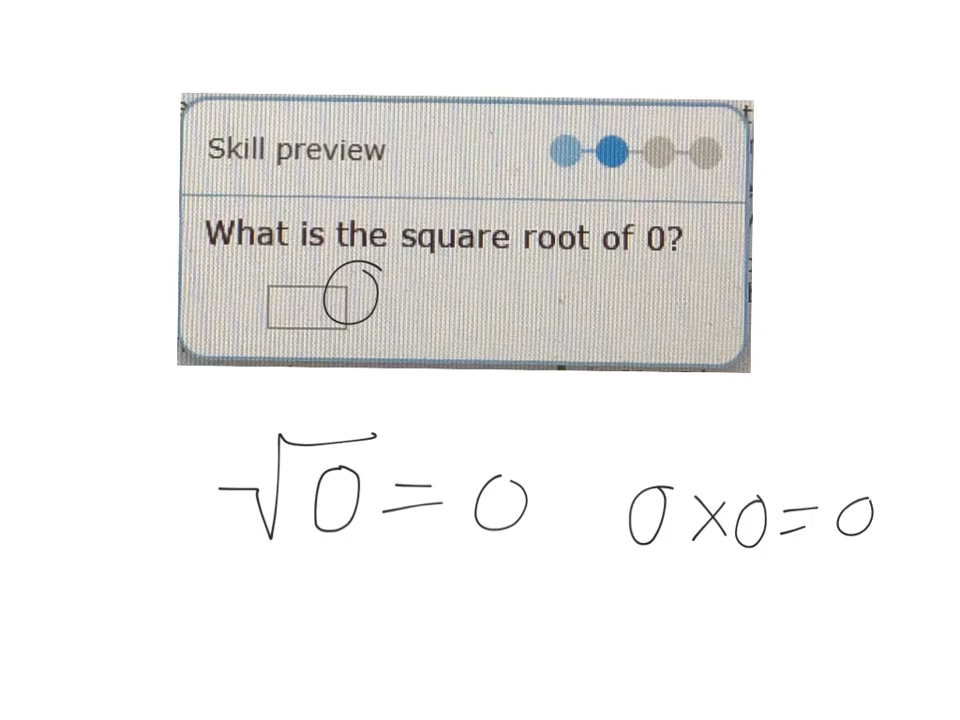 Skill preview
What is the square root of 0?
0
√0 = 0 0 × 0 = 0